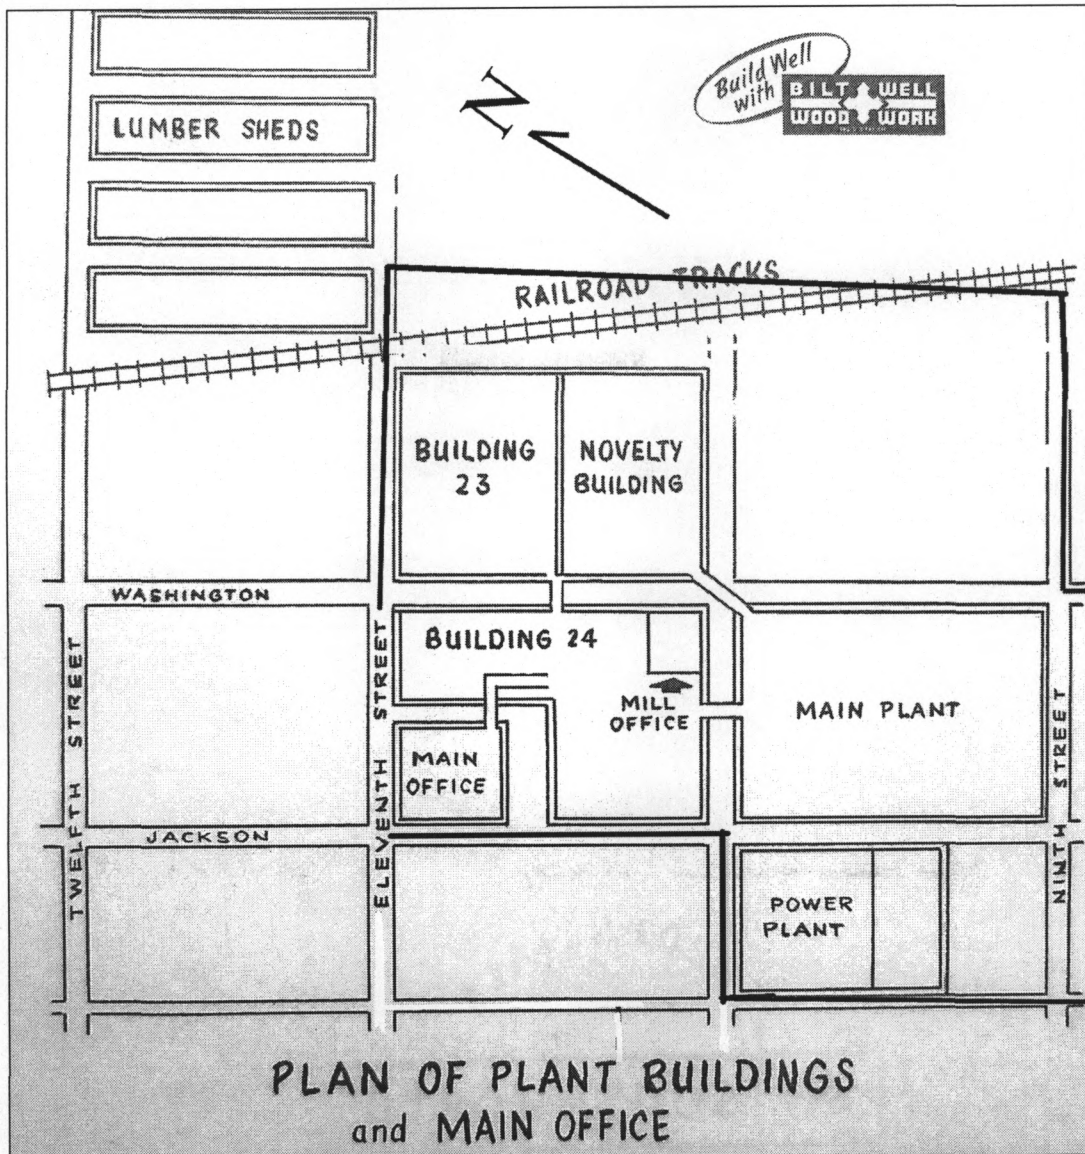 Build Well
with
BILT WELL
WOOD WORK
N
LUMBER SHEDS
RAILROAD TRACKS
BUILDING
23
NOVELTY
BUILDING
WASHINGTON
BUILDING 24
MILL
OFFICE
MAIN PLANT
MAIN
OFFICE
TWELFTH STREET
ELEVENTH STREET
NINTH STREET
JACKSON
POWER
PLANT
PLAN OF PLANT BUILDINGS
and MAIN OFFICE